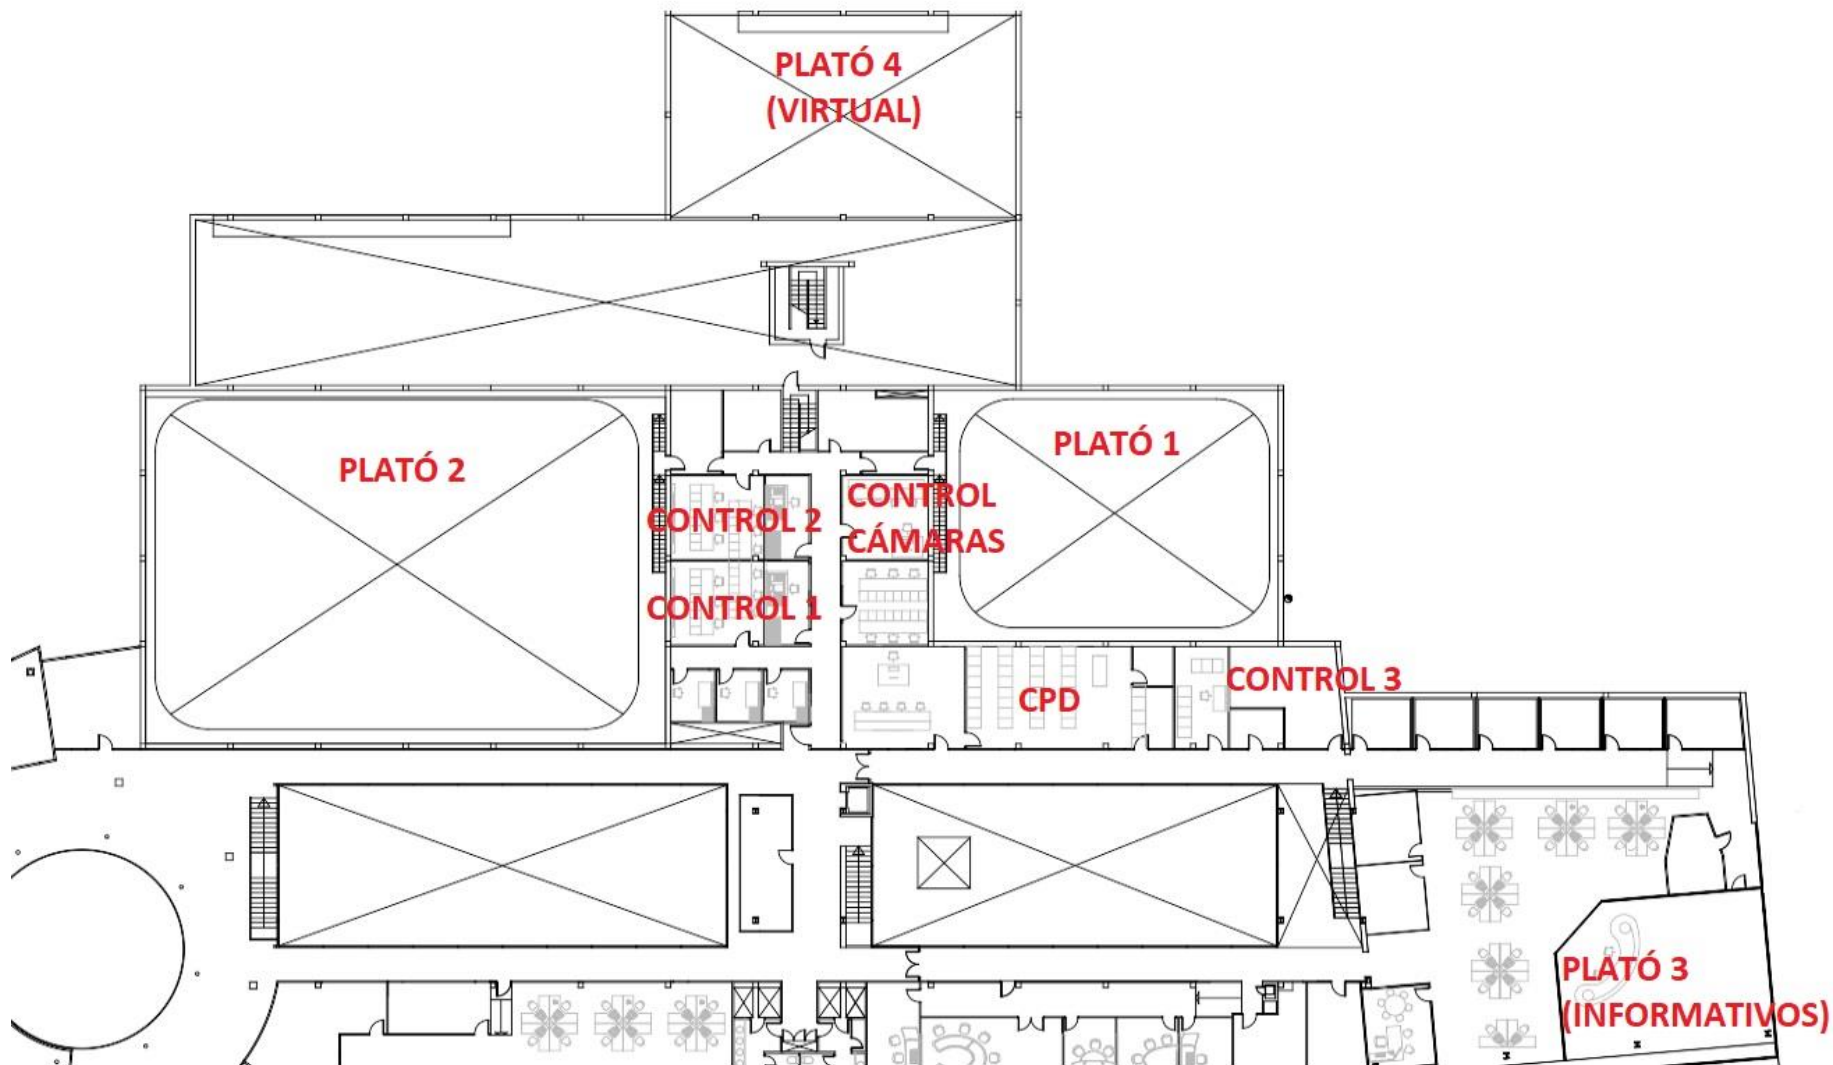 PLATÓ 4
(VIRTUAL)
PLATÓ 2
PLATÓ 1
CONTROL 2
CONTROL
CÁMARAS
CONTROL 1
CPD
CONTROL 3
PLATÓ 3
(INFORMATIVOS)